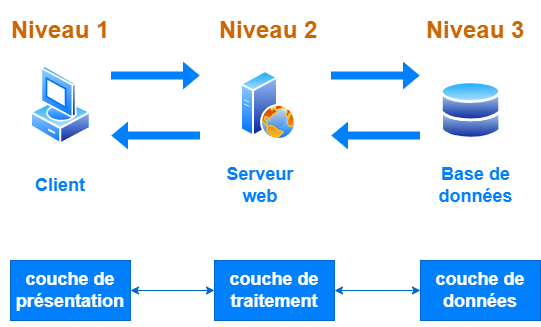 Niveau 1
Niveau 2
Niveau 3
Client
Serveur
web
Base de
données
couche de
présentation
couche de
traitement
couche de
données